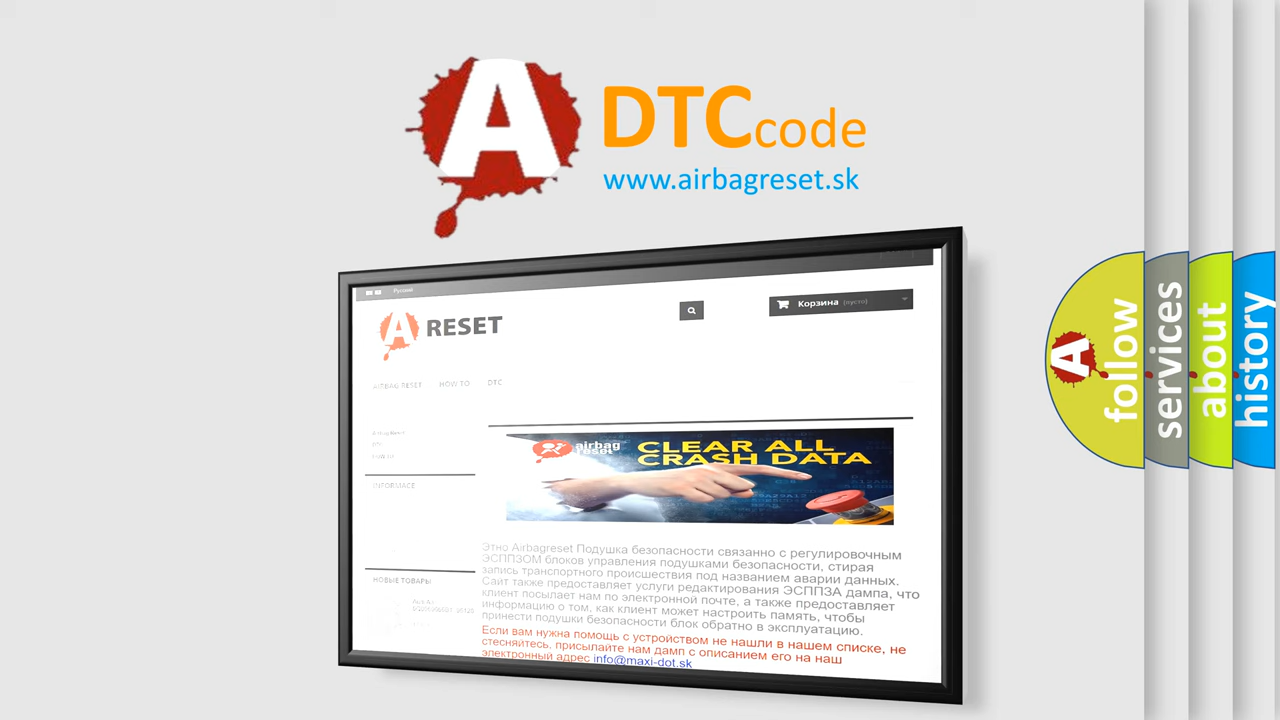 A
DTCcode
www.airbagreset.sk
Русский
A RESET
Корзина (пусто)
AIRBAG RESET HOW TO DTC
INFORMACE
НОВЫЕ ТОВАРЫ
airbag
reset
CLEAR ALL
CRASH DATA
Этно Airbagreset Подушка безопасности связанно с регулировочным
ЭСППЗОМ блоков управления подушками безопасности, стирая
запись транспортного происшествия под названием аварии данных.
Сайт также предоставляет услуги редактирования ЭСППЗА дампа, что
клиент посылает нам по электронной почте, а также предоставляет
информацию о том, как клиент может настроить память, чтобы
принести подушки безопасности блок обратно в эксплуатацию.
Если вам нужна помощь с устройством не нашли в нашем списке, не
стесняйтесь, присылайте нам дамп с описанием его на наш
электронный адрес info@maxi-dot.sk
A
follow
services
about
history